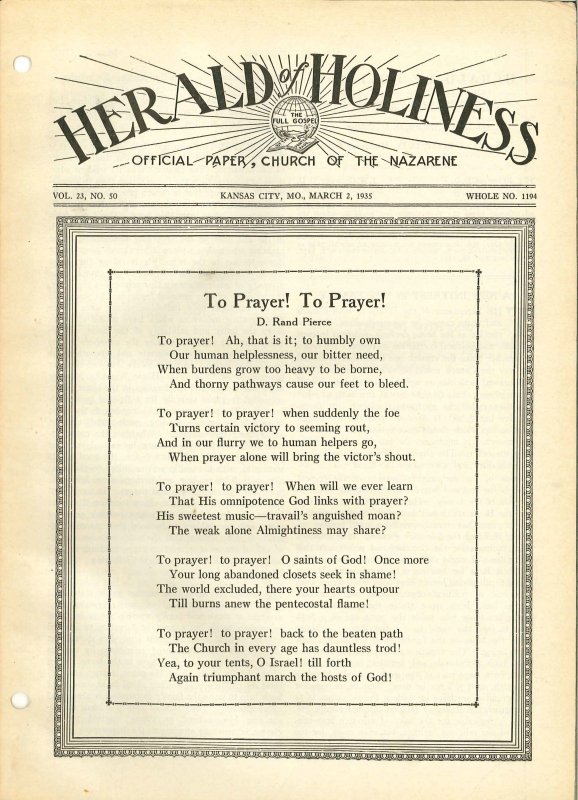 HERALD of HOLINESS
THE
FULL GOSPEL
OFFICIAL PAPER, CHURCH OF THE NAZARENE
VOL. 23, NO. 50 KANSAS CITY, MO., MARCH 2, 1935 WHOLE NO. 1194
To Prayer! To Prayer!
D. Rand Pierce
To prayer! Ah, that is it; to humbly own
Our human helplessness, our bitter need,
When burdens grow too heavy to be borne,
And thorny pathways cause our feet to bleed.
To prayer! to prayer! when suddenly the foe
Turns certain victory to seeming rout,
And in our flurry we to human helpers go,
When prayer alone will bring the victor's shout.
To prayer! to prayer! When will we ever learn
That His omnipotence God links with prayer?
His sweetest music—travail's anguished moan?
The weak alone Almightiness may share?
To prayer! to prayer! O saints of God! Once more
Your long abandoned closets seek in shame!
The world excluded, there your hearts outpour
Till burns anew the pentecostal flame!
To prayer! to prayer! back to the beaten path
The Church in every age has dauntless trod!
Yea, to your tents, O Israel! till forth
Again triumphant march the hosts of God!